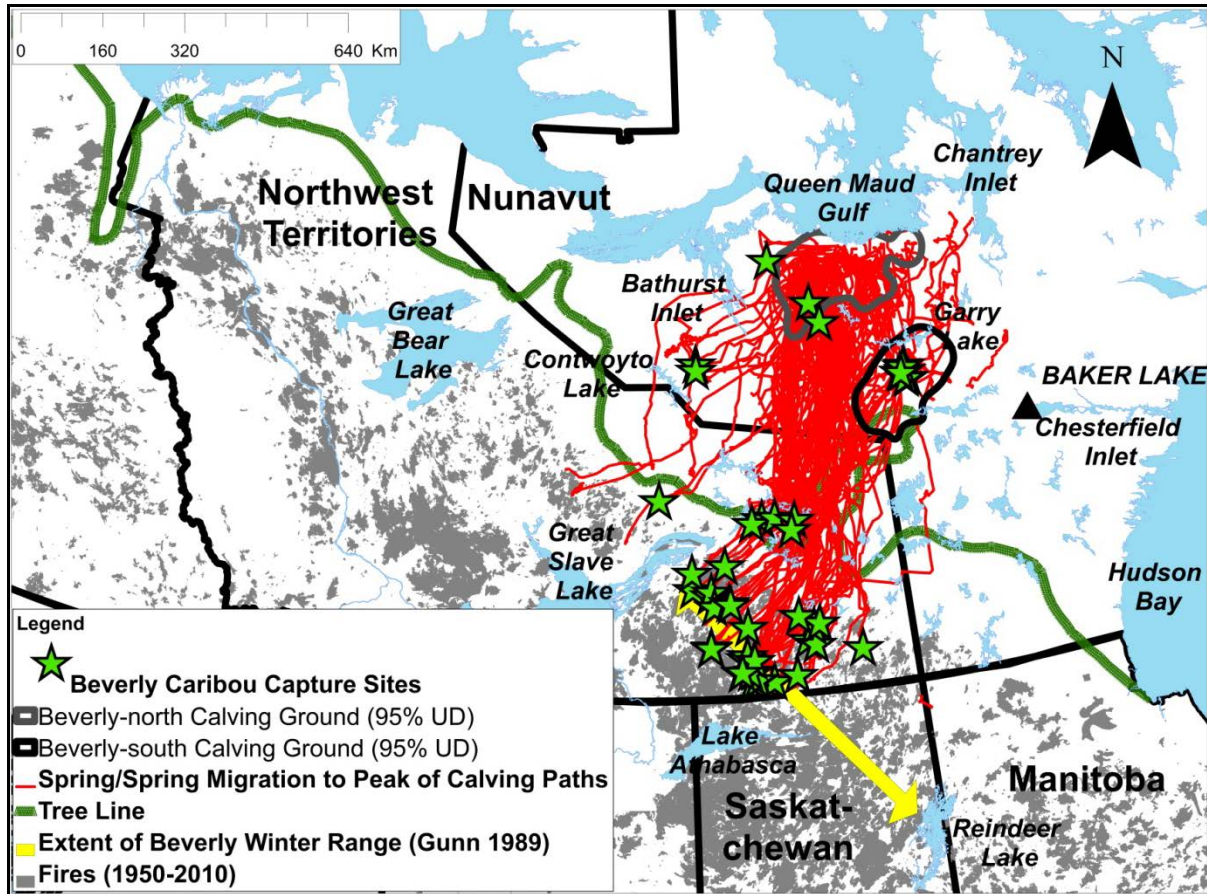 0 160 320 640 Km
N
Chantrey
Inlet
Queen Maud
Gulf
Northwest
Territories
Nunavut
Bathurst
Inlet
Great
Bear
Lake
Garry
ake
Contwoyto
Lake
BAKER LAKE
Chesterfield
Inlet
Great
Slave
Lake
Hudson
Bay
Legend
Beverly Caribou Capture Sites
Beverly-north Calving Ground (95% UD)
Beverly-south Calving Ground (95% UD)
Spring/Spring Migration to Peak of Calving Paths
Tree Line
Extent of Beverly Winter Range (Gunn 1989)
Fires (1950-2010)
Lake
Athabasca
Saskat-
chewan
Manitoba
Reindeer
Lake